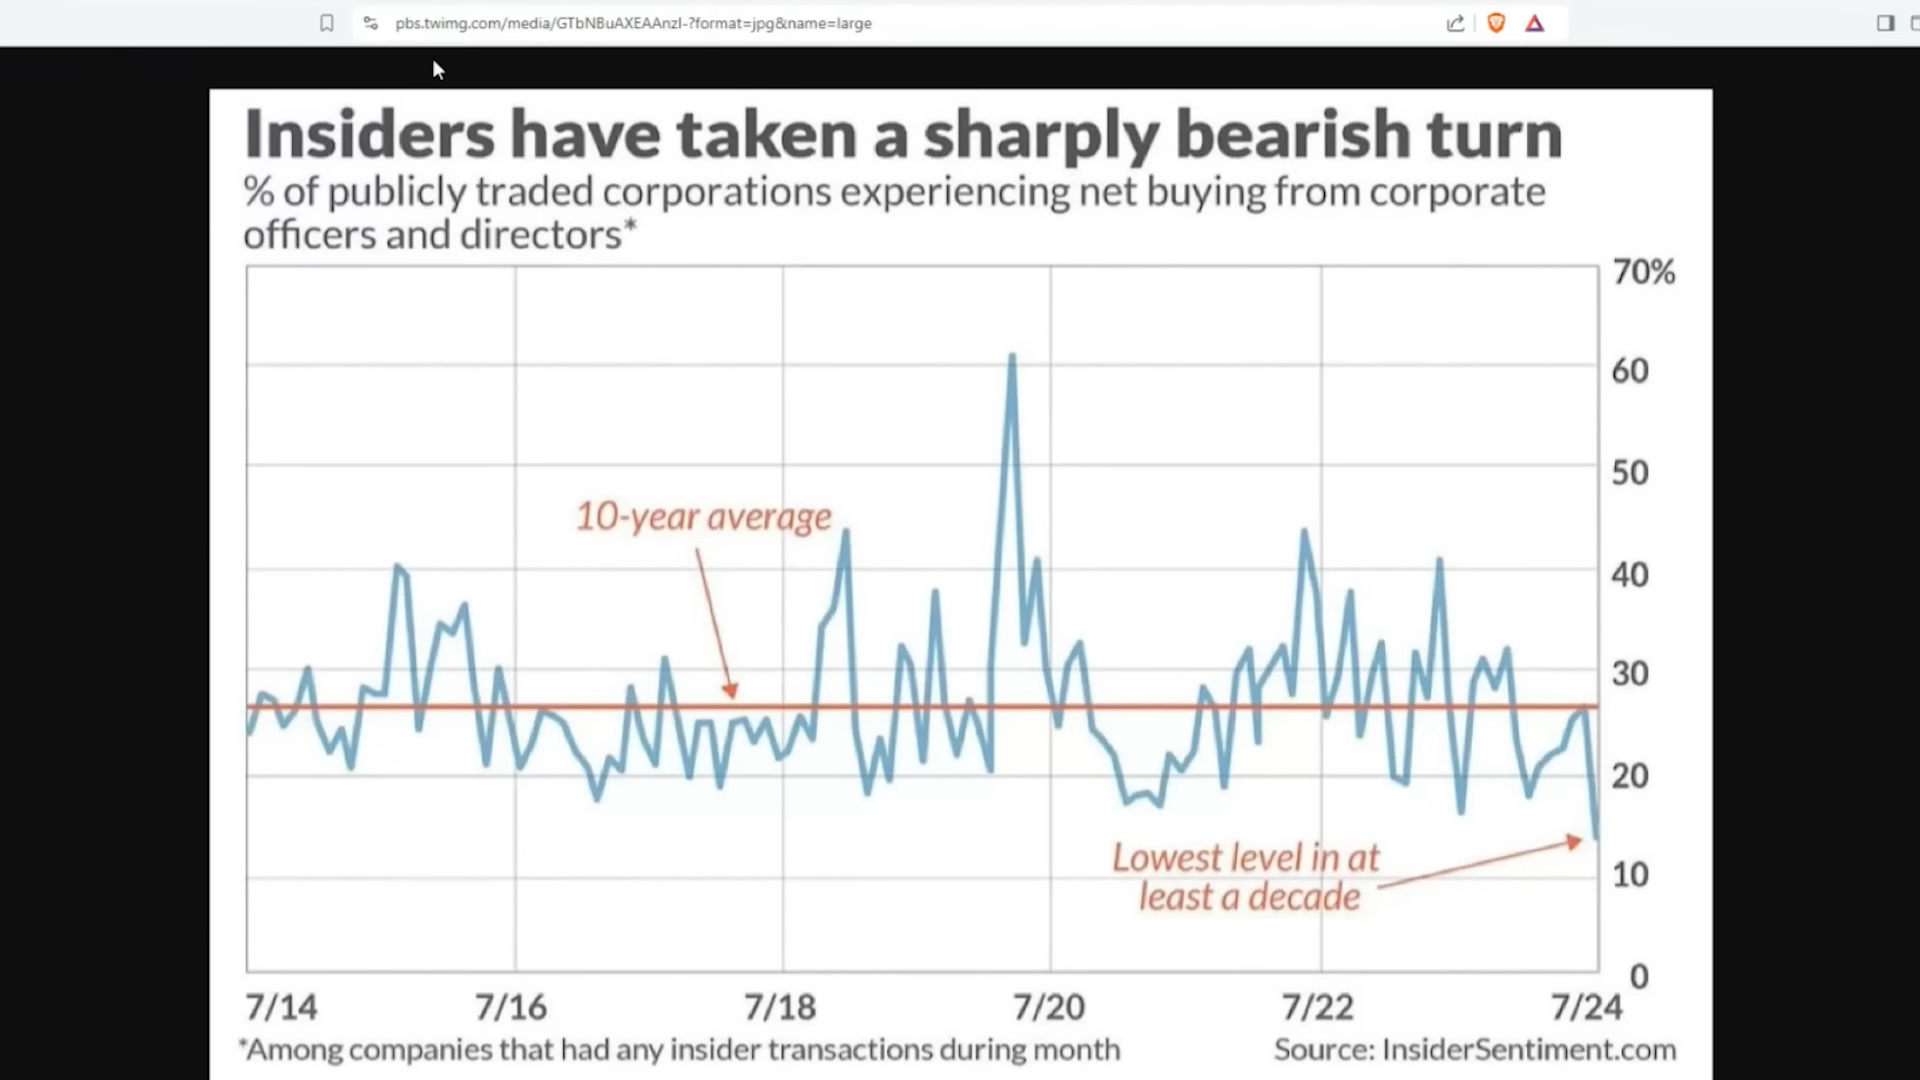 pbs.twimg.com/media/GTbNBuAXEAAnzI-?format=jpg&name=large
Insiders have taken a sharply bearish turn
% of publicly traded corporations experiencing net buying from corporate
officers and directors*
70%
60
50
10-year average
40
30
20
Lowest level in at
least a decade
10
0
7/14 7/16 7/18 7/20 7/22 7/24
*Among companies that had any insider transactions during month Source: InsiderSentiment.com